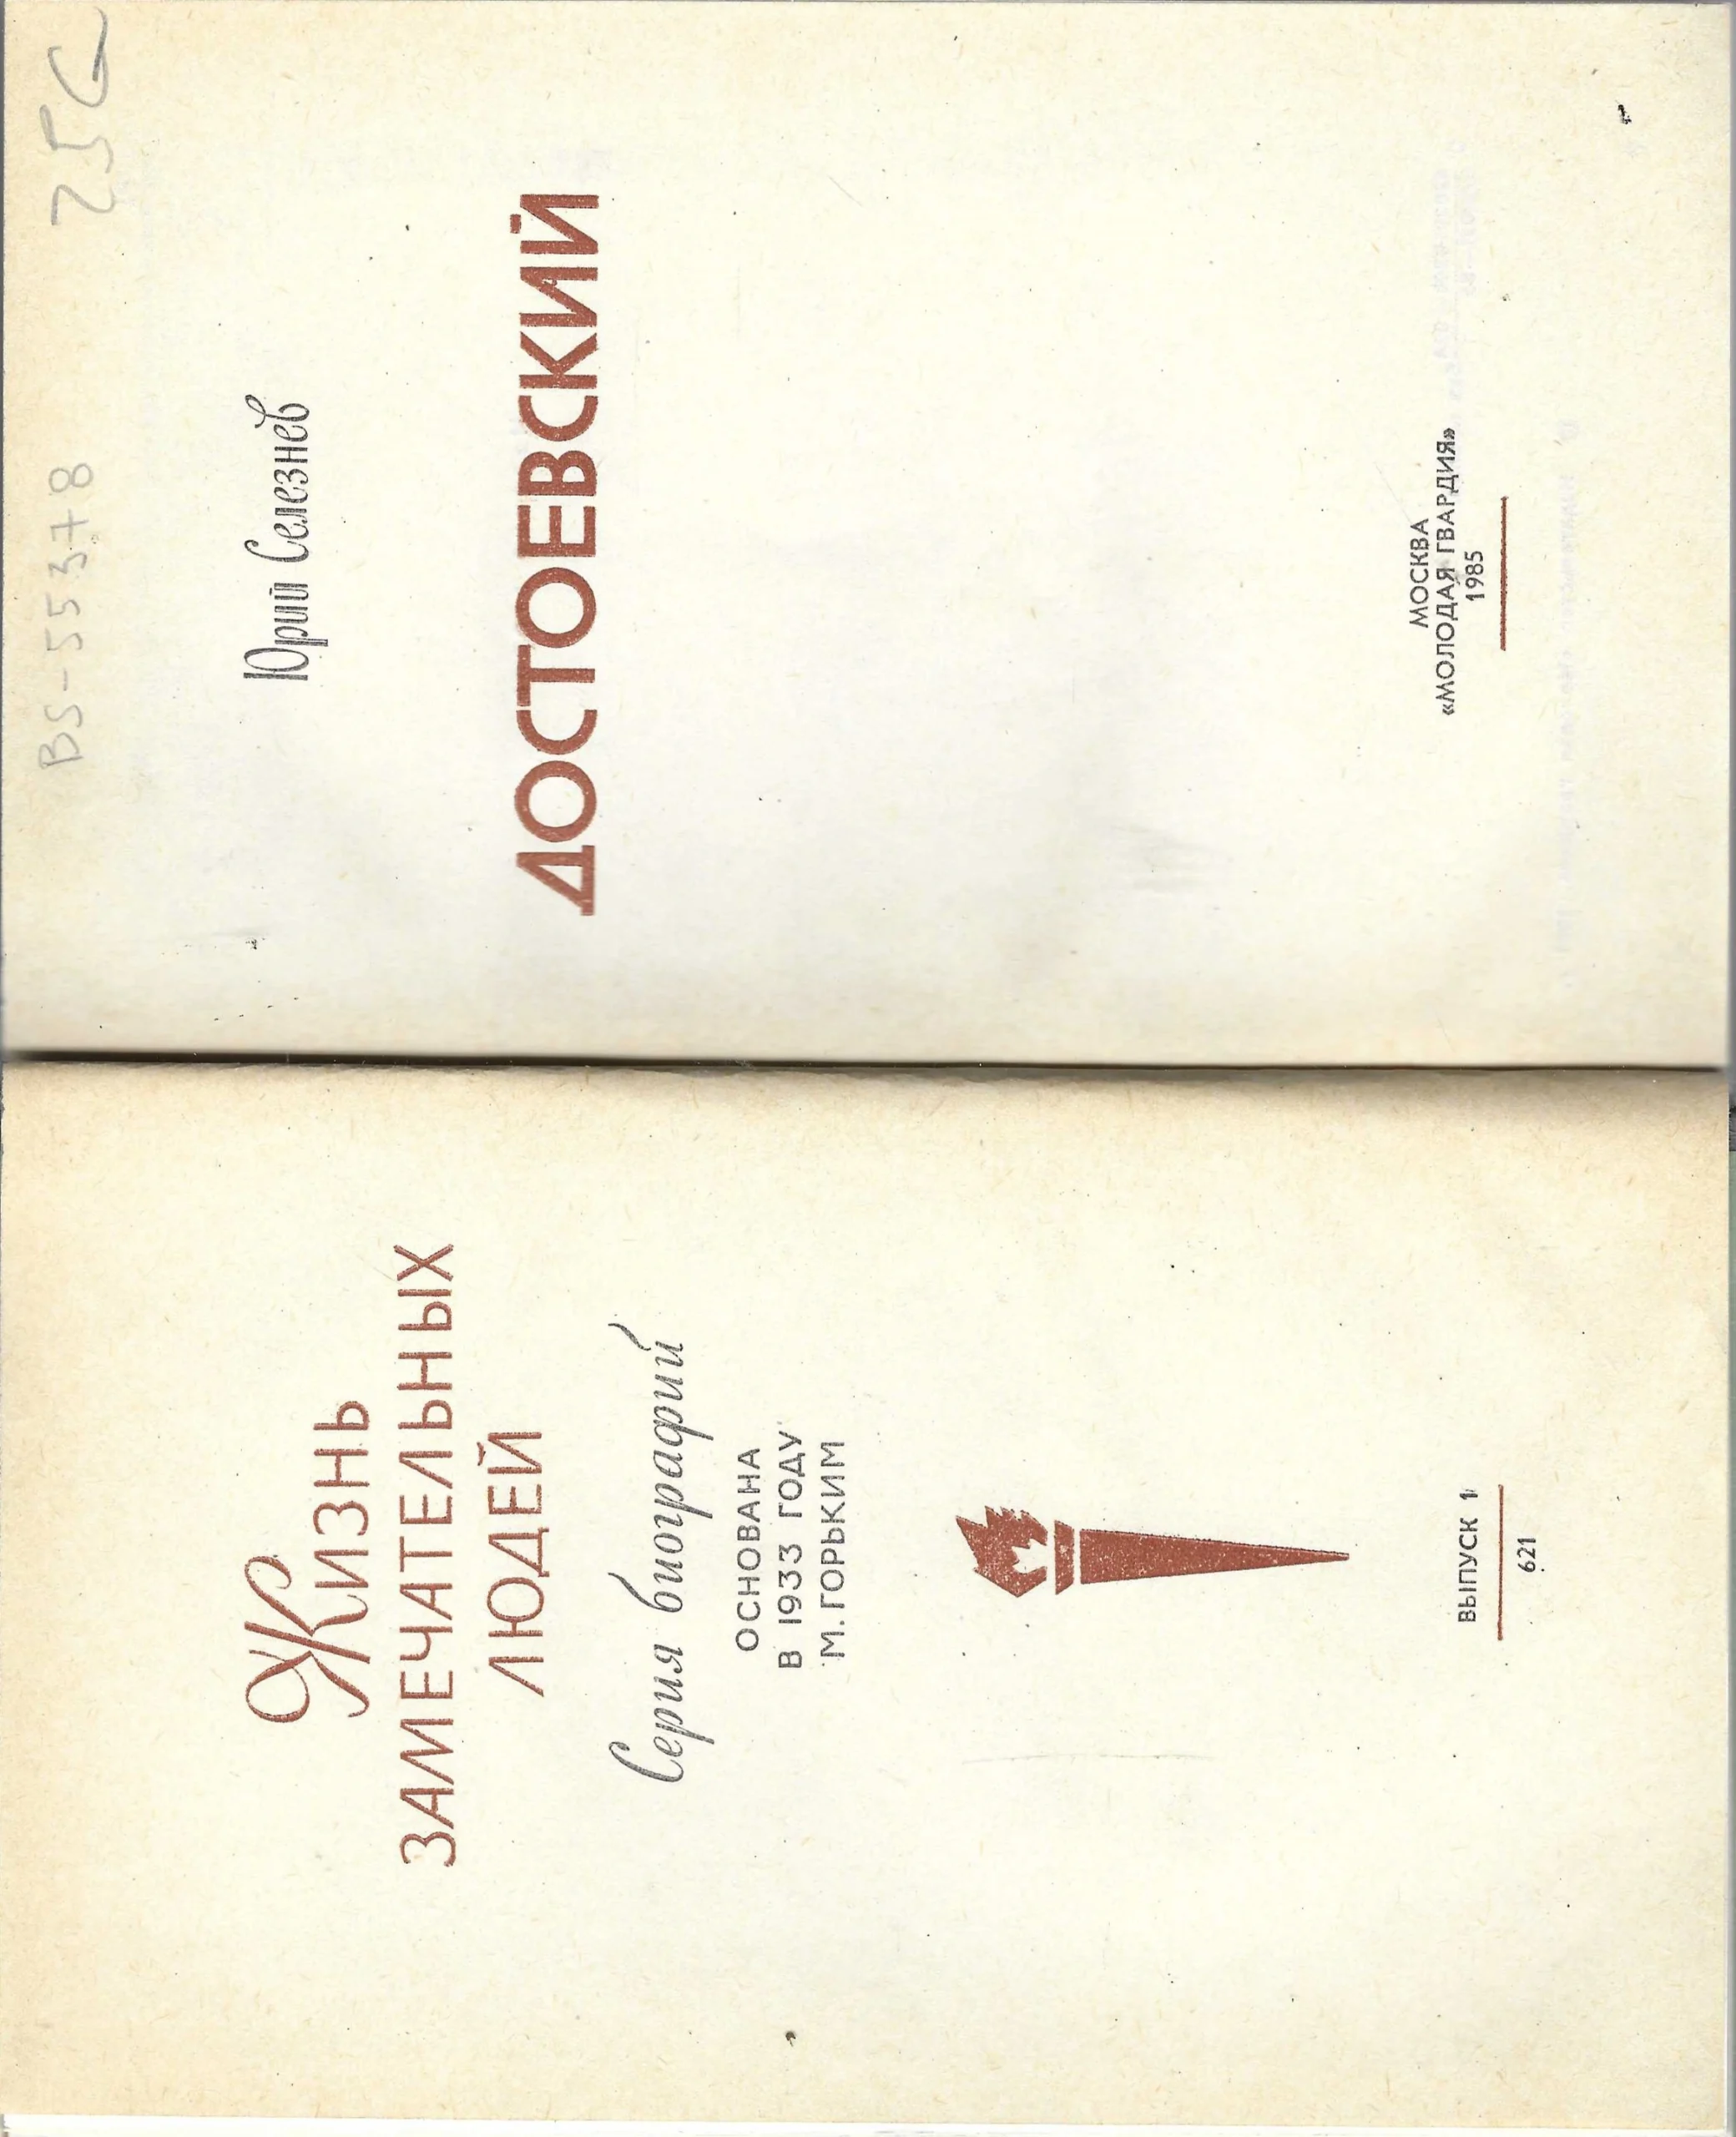 Жизнь
ЗАМЕЧАТЕЛЬНЫХ
ЛЮДЕЙ
Серия биографий
ОСНОВАНА
В 1933 ГОДУ
М. ГОРЬКИМ
ВЫПУСК 1
621
BS-55378
Юрий Селезнев
ДОСТОЕВСКИЙ
МОСКВА
«МОЛОДАЯ ГВАРДИЯ»
1985